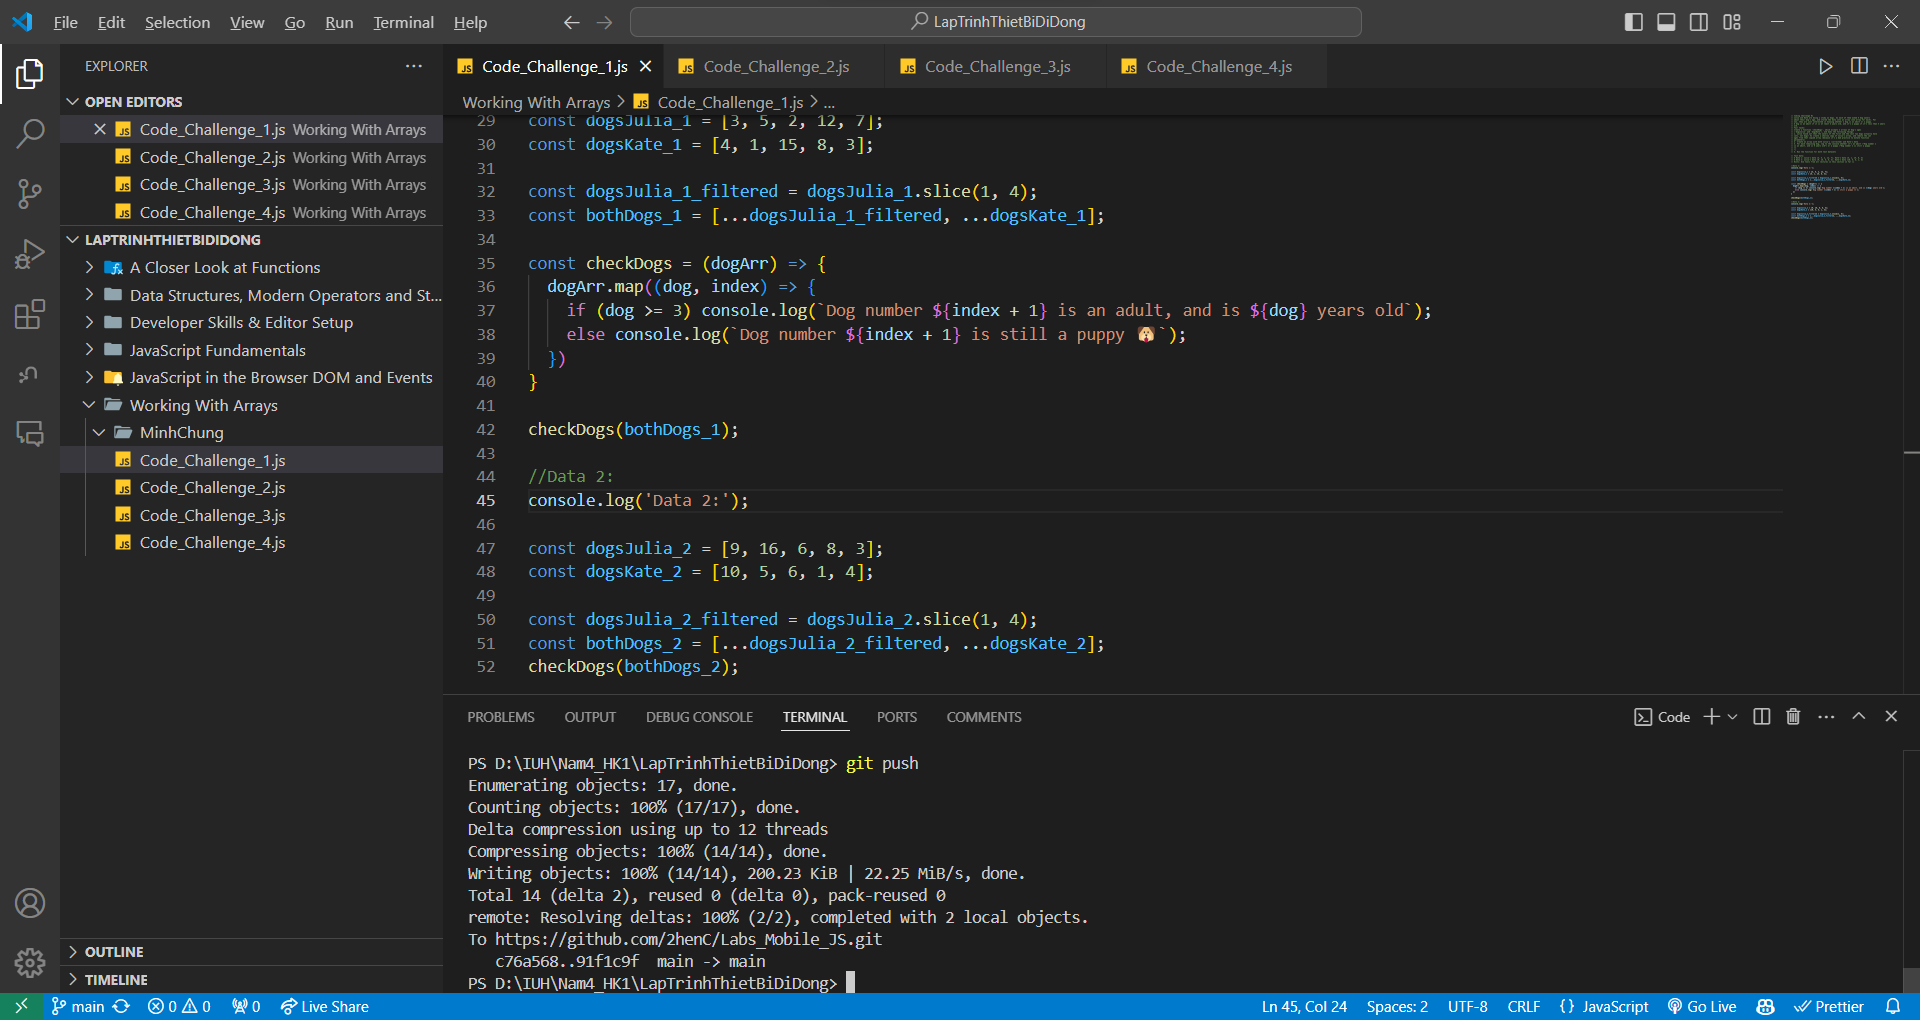 File Edit Selection View Go Run Terminal Help
LapTrinhThietBiDiDong
EXPLORER
OPEN EDITORS
Code_Challenge_1.js Working With Arrays
Code_Challenge_2.js Working With Arrays
Code_Challenge_3.js Working With Arrays
Code_Challenge_4.js Working With Arrays
LAPTRINHTHIETBIDIDONG
A Closer Look at Functions
Data Structures, Modern Operators and St...
Developer Skills & Editor Setup
JavaScript Fundamentals
JavaScript in the Browser DOM and Events
Working With Arrays
MinhChung
Code_Challenge_1.js
Code_Challenge_2.js
Code_Challenge_3.js
Code_Challenge_4.js
OUTLINE
TIMELINE
Code_Challenge_1.js Code_Challenge_2.js Code_Challenge_3.js Code_Challenge_4.js
Working With Arrays > Code_Challenge_1.js > ...
29 const dogsJulia_1 = [3, 5, 2, 12, 7];
30 const dogsKate_1 = [4, 1, 15, 8, 3];
31
32 const dogsJulia_1_filtered = dogsJulia_1.slice(1, 4);
33 const bothDogs_1 = [...dogsJulia_1_filtered, ...dogsKate_1];
34
35 const checkDogs = (dogArr) => {
36 dogArr.map((dog, index) => {
37 if (dog >= 3) console.log(`Dog number ${index + 1} is an adult, and is ${dog} years old`);
38 else console.log(`Dog number ${index + 1} is still a puppy 🐶`);
39 })
40 }
41
42 checkDogs(bothDogs_1);
43
44 //Data 2:
45 console.log('Data 2:');
46
47 const dogsJulia_2 = [9, 16, 6, 8, 3];
48 const dogsKate_2 = [10, 5, 6, 1, 4];
49
50 const dogsJulia_2_filtered = dogsJulia_2.slice(1, 4);
51 const bothDogs_2 = [...dogsJulia_2_filtered, ...dogsKate_2];
52 checkDogs(bothDogs_2);
PROBLEMS OUTPUT DEBUG CONSOLE TERMINAL PORTS COMMENTS
Code
PS D:\IUH\Nam4_HK1\LapTrinhThietBiDiDong> git push
Enumerating objects: 17, done.
Counting objects: 100% (17/17), done.
Delta compression using up to 12 threads
Compressing objects: 100% (14/14), done.
Writing objects: 100% (14/14), 200.23 KiB | 22.25 MiB/s, done.
Total 14 (delta 2), reused 0 (delta 0), pack-reused 0
remote: Resolving deltas: 100% (2/2), completed with 2 local objects.
To https://github.com/2henC/Labs_Mobile_JS.git
c76a568..91f1c9f main -> main
PS D:\IUH\Nam4_HK1\LapTrinhThietBiDiDong>
main 0 0 0 Live Share Ln 45, Col 24 Spaces: 2 UTF-8 CRLF {} JavaScript Go Live Prettier